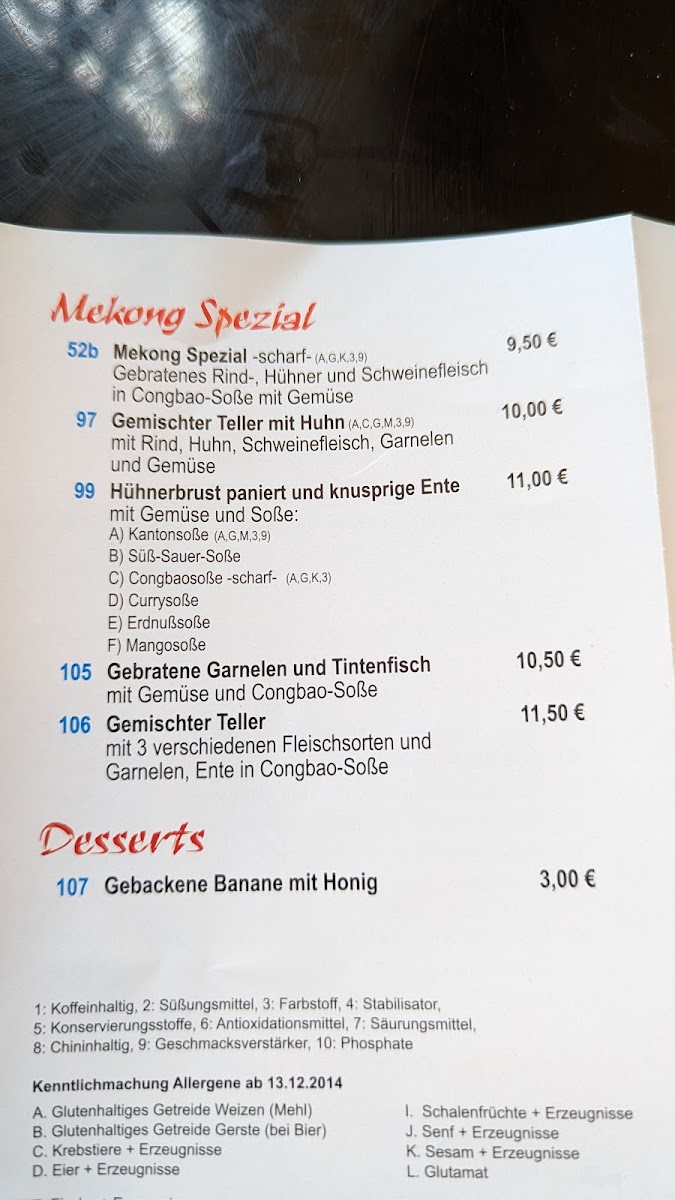 Mekong Spezial
52b Mekong Spezial -scharf- (A,G,K,3,9) 9,50 €
Gebratenes Rind-, Hühner und Schweinefleisch
in Congbao-Soße mit Gemüse
97 Gemischter Teller mit Huhn (A,C,G,M,3,9) 10,00 €
mit Rind, Huhn, Schweinefleisch, Garnelen
und Gemüse
99 Hühnerbrust paniert und knusprige Ente 11,00 €
mit Gemüse und Soße:
A) Kantonsoße (A,G,M,3,9)
B) Süß-Sauer-Soße
C) Congbaosoße -scharf- (A,G,K,3)
D) Currysoße
E) Erdnußsoße
F) Mangosoße
105 Gebratene Garnelen und Tintenfisch 10,50 €
mit Gemüse und Congbao-Soße
106 Gemischter Teller 11,50 €
mit 3 verschiedenen Fleischsorten und
Garnelen, Ente in Congbao-Soße
Desserts
107 Gebackene Banane mit Honig 3,00 €
1: Koffeinhaltig, 2: Süßungsmittel, 3: Farbstoff, 4: Stabilisator,
5: Konservierungsstoffe, 6: Antioxidationsmittel, 7: Säurungsmittel,
8: Chininhaltig, 9: Geschmacksverstärker, 10: Phosphate
Kenntlichmachung Allergene ab 13.12.2014
A. Glutenhaltiges Getreide Weizen (Mehl)
B. Glutenhaltiges Getreide Gerste (bei Bier)
C. Krebstiere + Erzeugnisse
D. Eier + Erzeugnisse
I. Schalenfrüchte + Erzeugnisse
J. Senf + Erzeugnisse
K. Sesam + Erzeugnisse
L. Glutamat